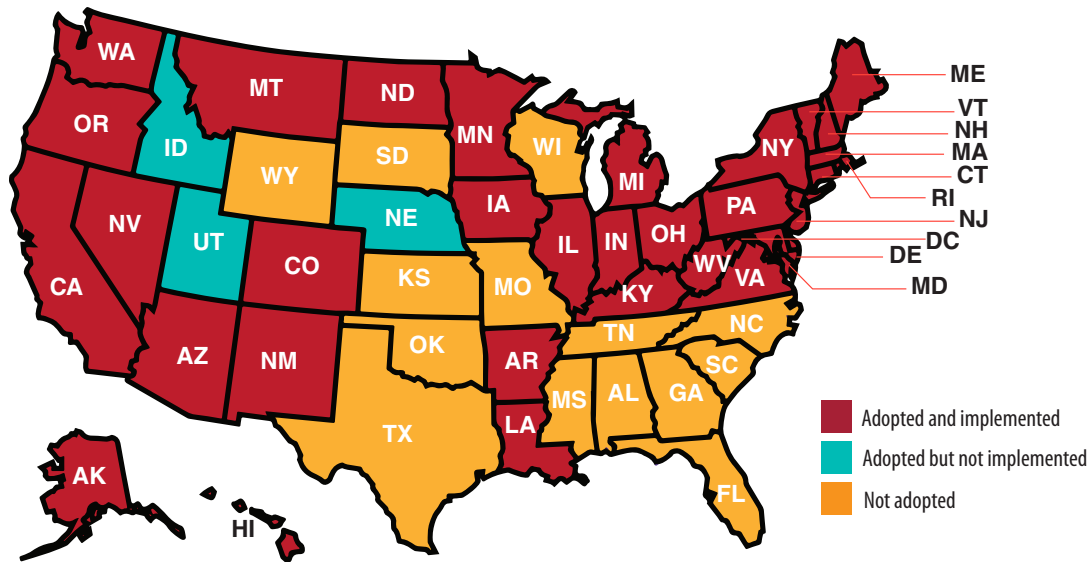 WA
MT
ND
MN
OR
ID
SD
WI
WY
MI
NY
ME
VT
NH
MA
CT
RI
NJ
DC
DE
MD
NV
UT
NE
IA
PA
IL
IN
OH
CA
CO
KS
MO
WV
VA
KY
AZ
NM
OK
AR
TN
NC
SC
TX
LA
MS
AL
GA
FL
AK
HI
Adopted and implemented
Adopted but not implemented
Not adopted